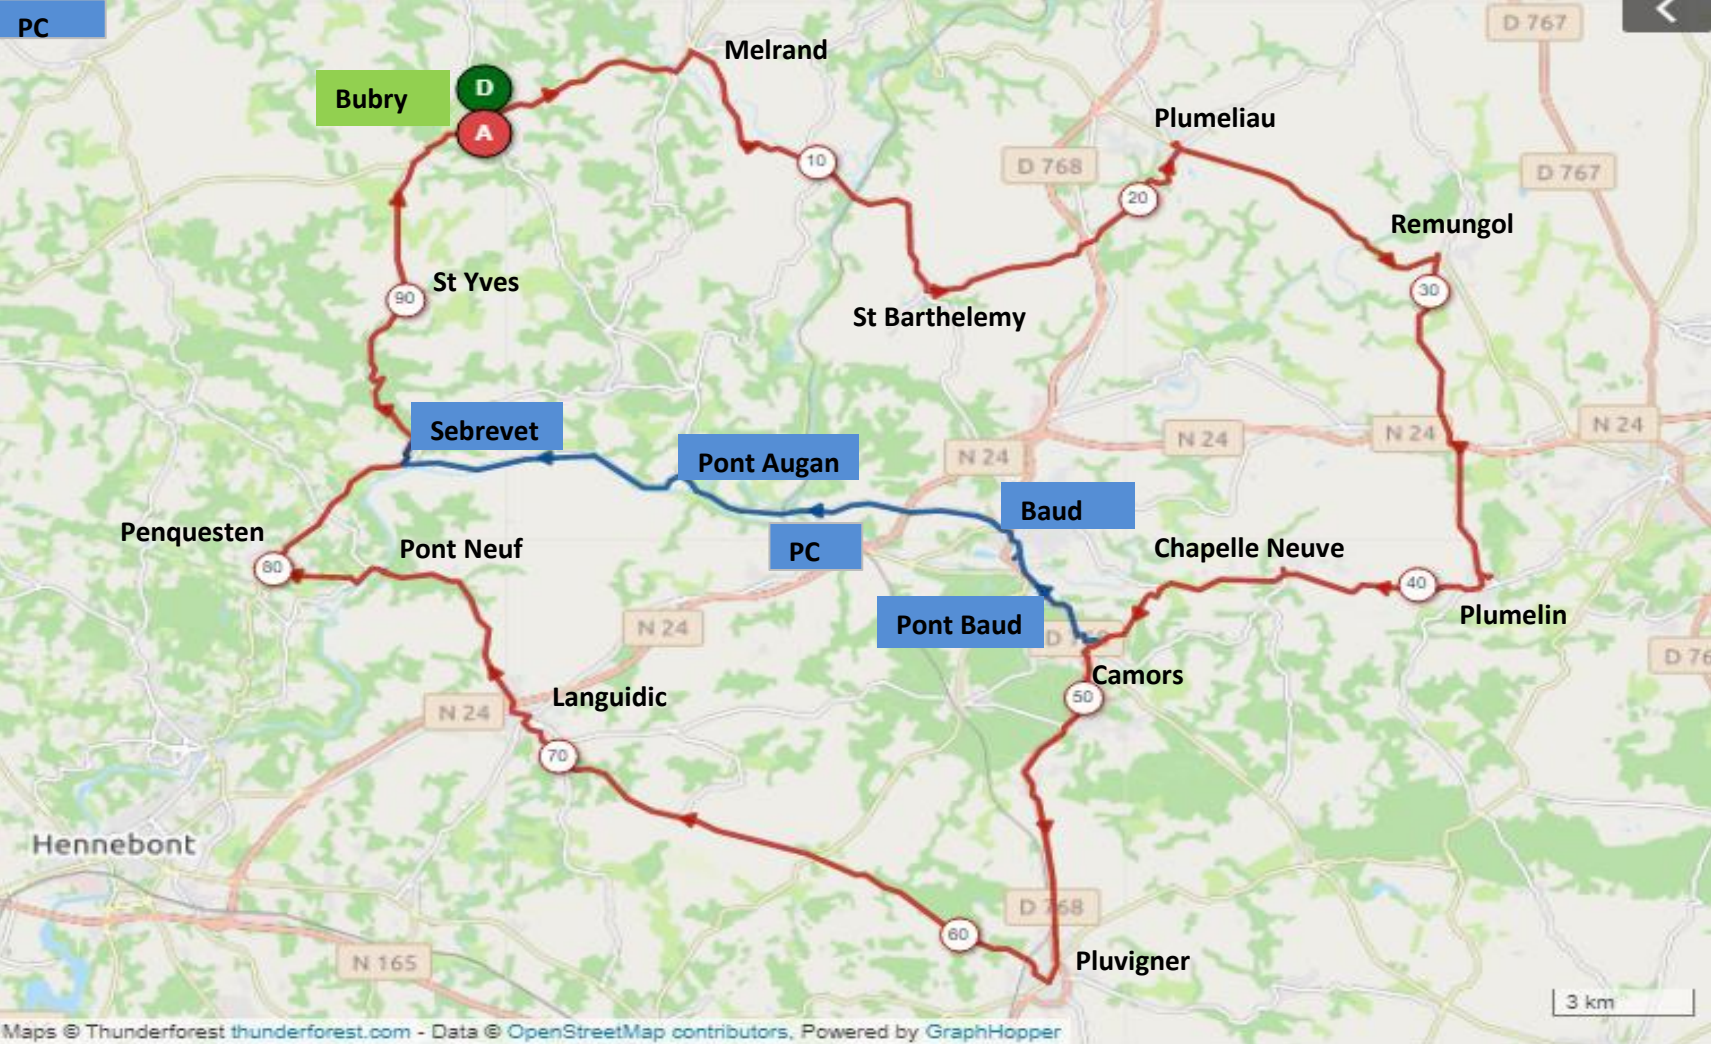 PC
D 767
Melrand
D
Bubry
A
Plumeliau
10
D 768
D 767
20
Remungol
St Yves
90
30
St Barthelemy
Sebrevet
N 24
N 24
N 24
N 24
Pont Augan
Baud
Penquesten
Pont Neuf
PC
Chapelle Neuve
80
40
Plumelin
Pont Baud
N 24
D 768
D 76
Camors
Languidic
50
N 24
70
Hennebont
D 768
60
Pluvigner
N 165
3 km
Maps © Thunderforest thunderforest.com - Data © OpenStreetMap contributors, Powered by GraphHopper